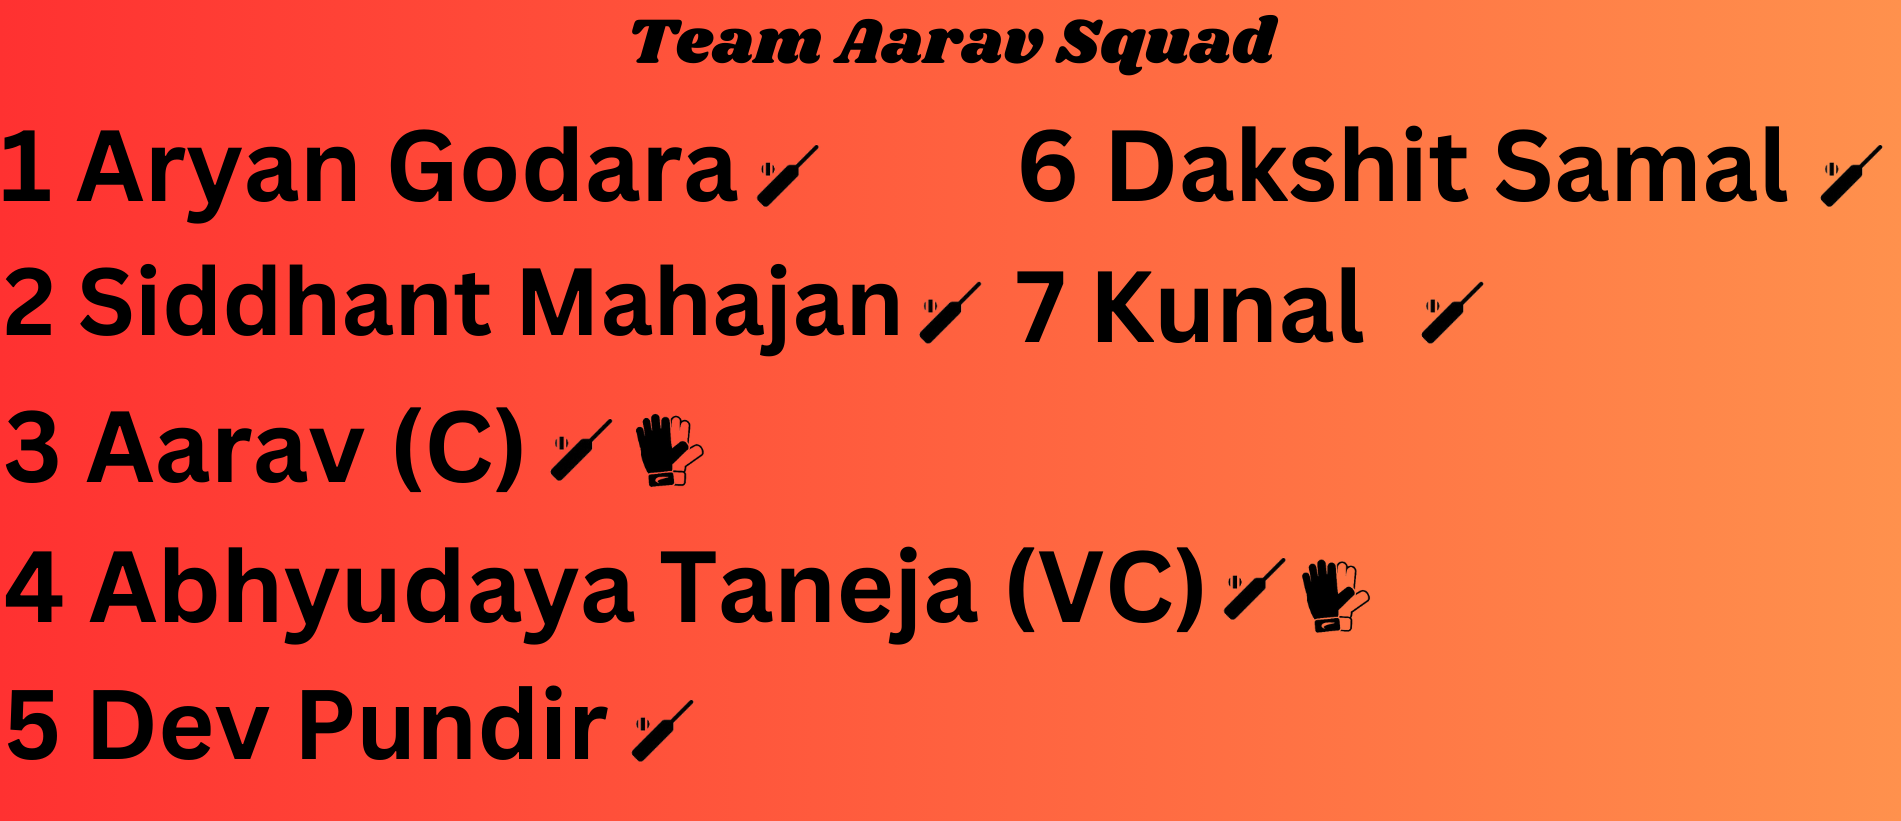 Team Aarav Squad
1 Aryan Godara
2 Siddhant Mahajan
3 Aarav (C)
4 Abhyudaya Taneja (VC)
5 Dev Pundir
6 Dakshit Samal
7 Kunal